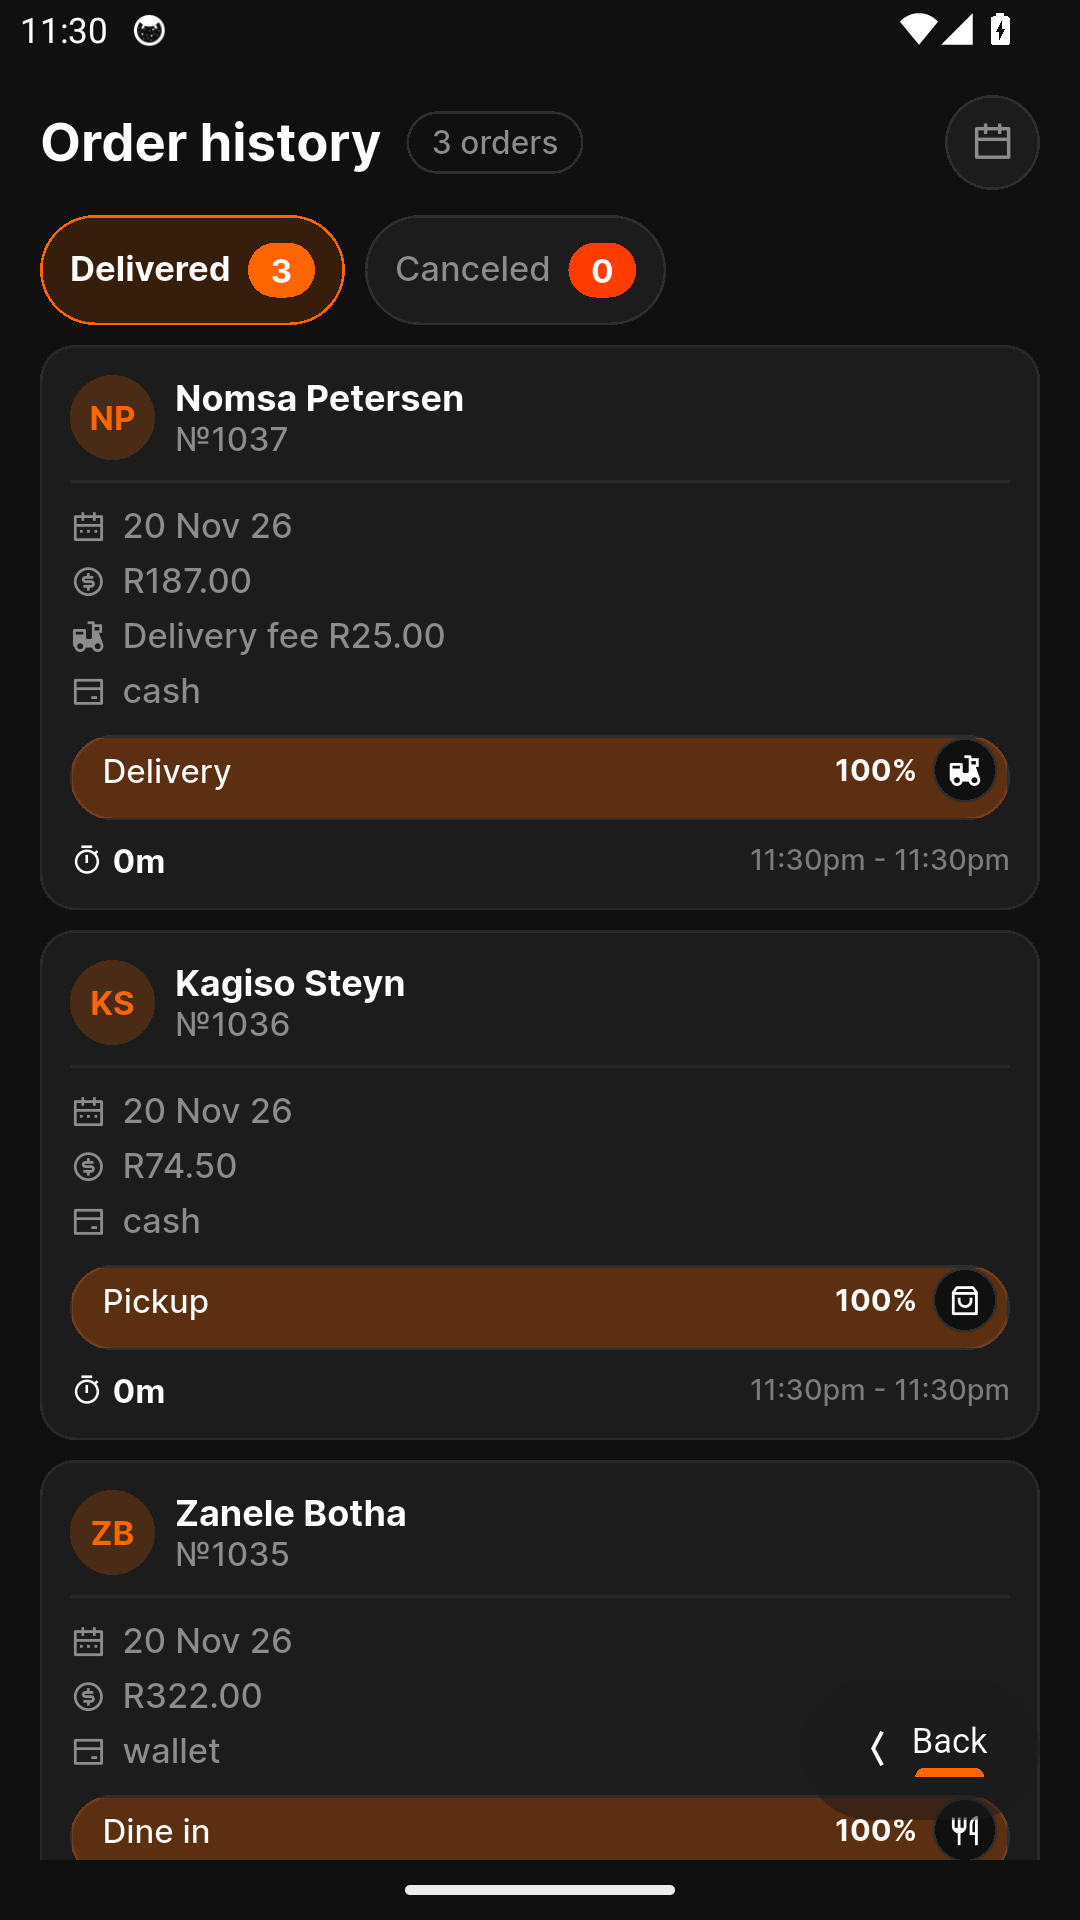 11:30
Order history
3 orders
Delivered 3
Canceled 0
NP
Nomsa Petersen
№1037
20 Nov 26
R187.00
Delivery fee R25.00
cash
Delivery 100%
0m
11:30pm - 11:30pm
KS
Kagiso Steyn
№1036
20 Nov 26
R74.50
cash
Pickup 100%
0m
11:30pm - 11:30pm
ZB
Zanele Botha
№1035
20 Nov 26
R322.00
wallet
Back
Dine in 100%